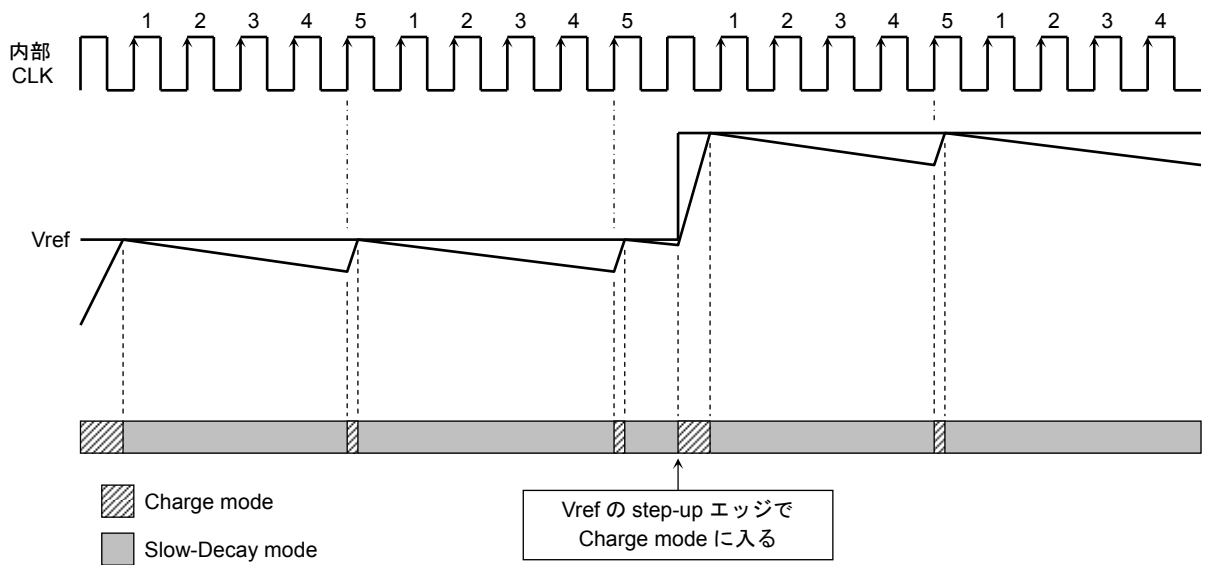 1 2 3 4 5 1 2 3 4 5 1 2 3 4 5 1 2 3 4
内部
CLK
Vref
Charge mode
Slow-Decay mode
Vref の step-up エッジで
Charge mode に入る